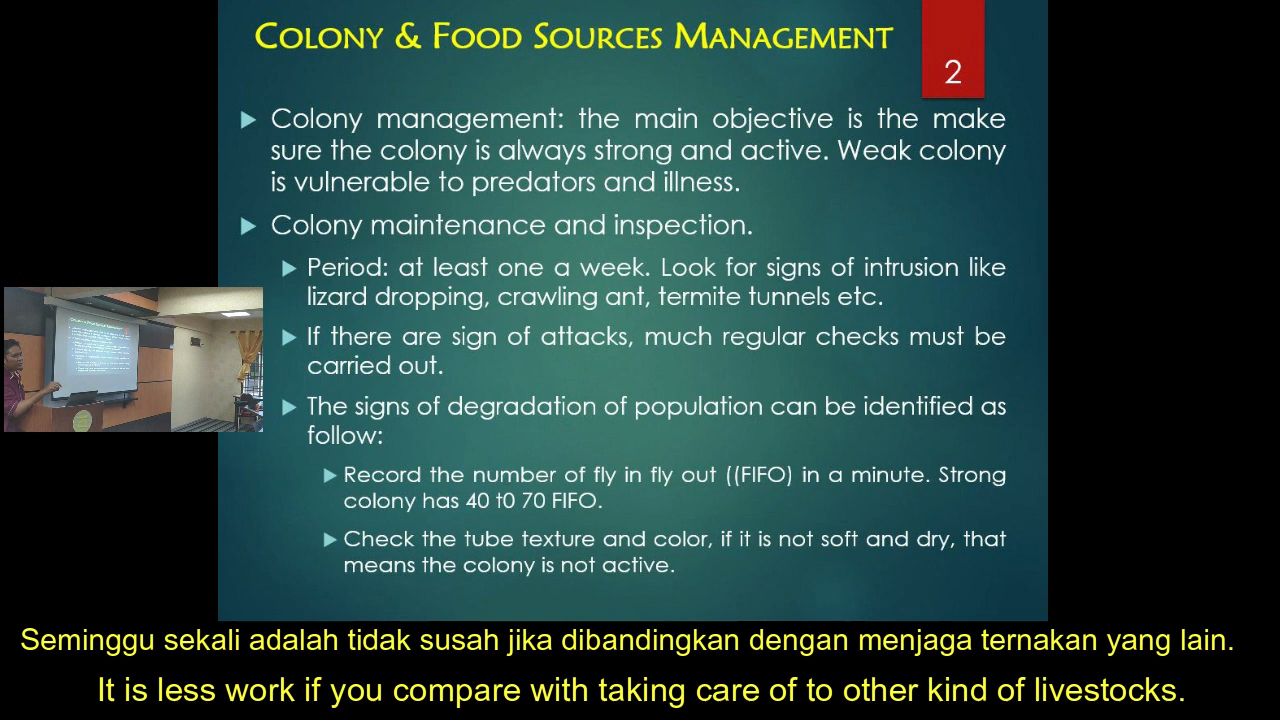 COLONY & FOOD SOURCES MANAGEMENT
2
Colony management: the main objective is the make
sure the colony is always strong and active. Weak colony
is vulnerable to predators and illness.
Colony maintenance and inspection.
Period: at least one a week. Look for signs of intrusion like
lizard dropping, crawling ant, termite tunnels etc.
If there are sign of attacks, much regular checks must be
carried out.
The signs of degradation of population can be identified as
follow:
Record the number of fly in fly out ((FIFO) in a minute. Strong
colony has 40 t0 70 FIFO.
Check the tube texture and color, if it is not soft and dry, that
means the colony is not active.
Seminggu sekali adalah tidak susah jika dibandingkan dengan menjaga ternakan yang lain.
It is less work if you compare with taking care of to other kind of livestocks.